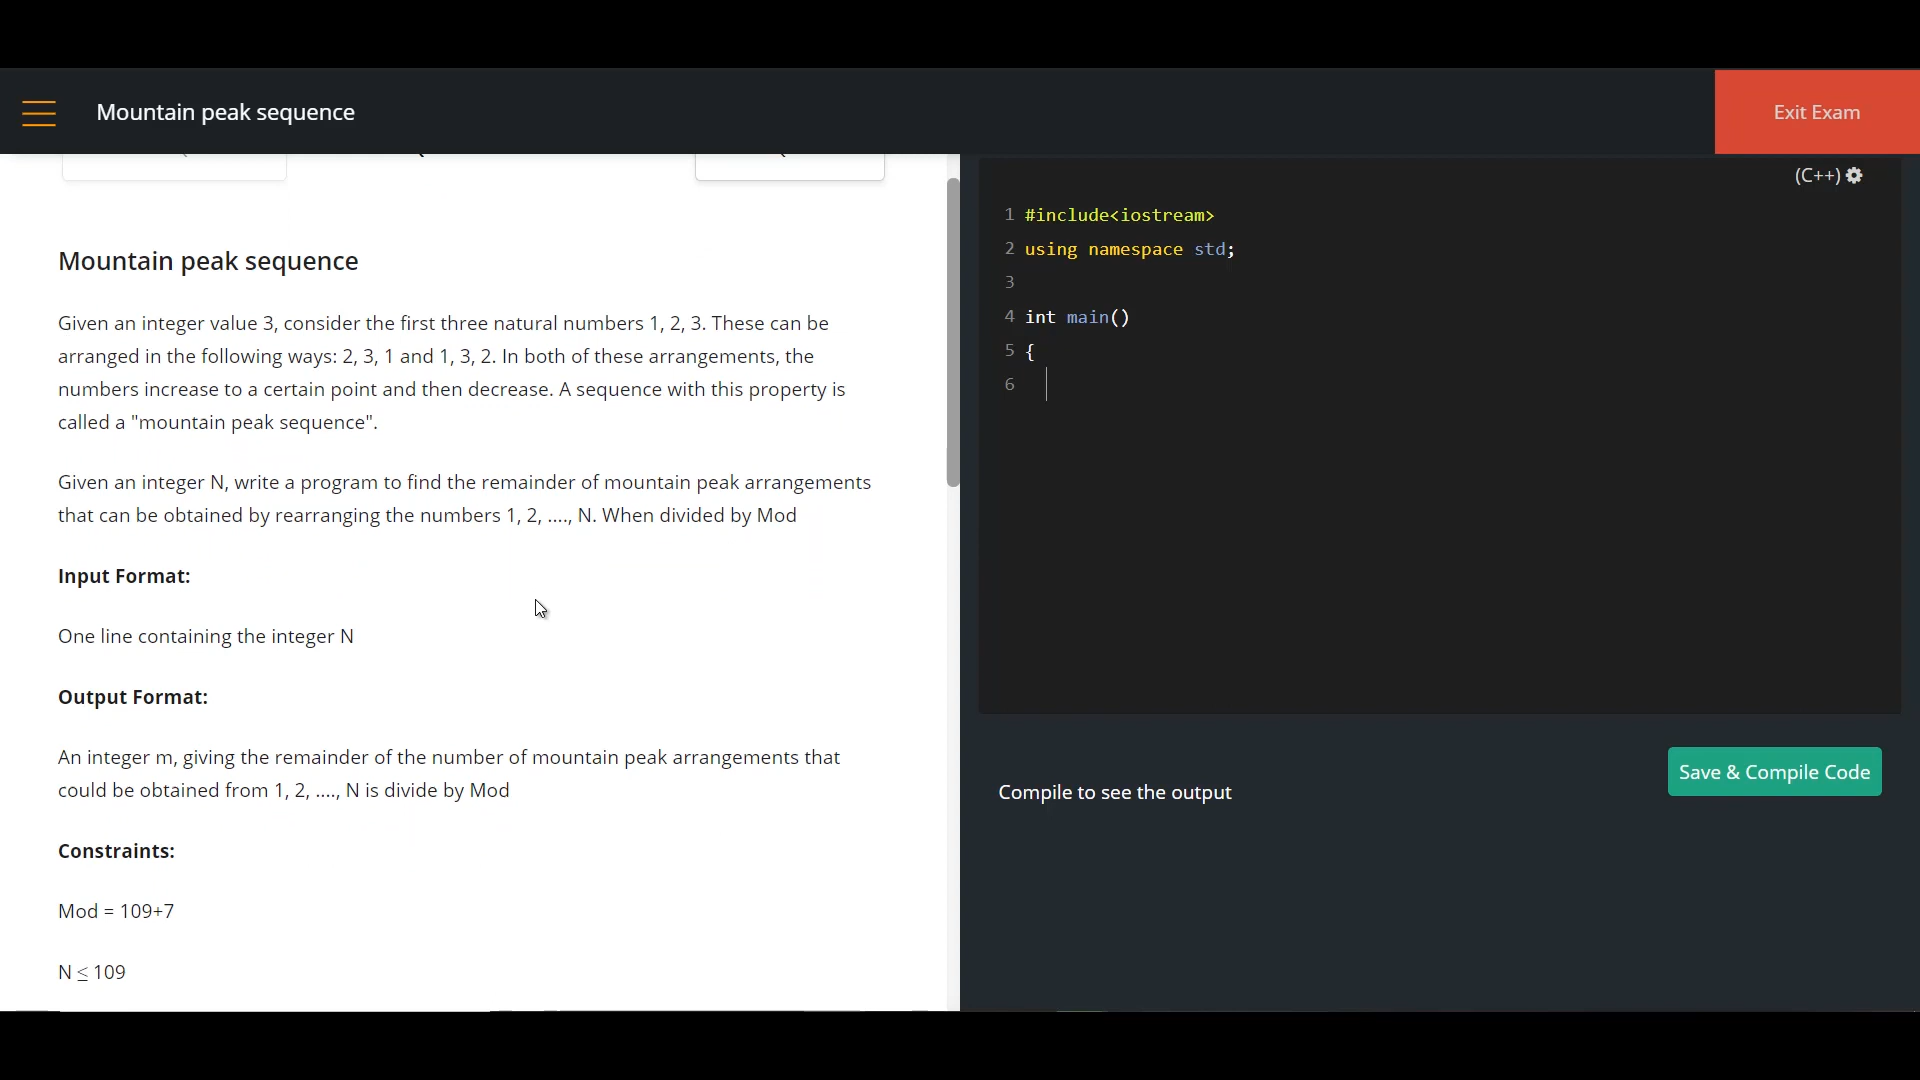 Mountain peak sequence
Exit Exam
Mountain peak sequence
Given an integer value 3, consider the first three natural numbers 1, 2, 3. These can be
arranged in the following ways: 2, 3, 1 and 1, 3, 2. In both of these arrangements, the
numbers increase to a certain point and then decrease. A sequence with this property is
called a "mountain peak sequence".
Given an integer N, write a program to find the remainder of mountain peak arrangements
that can be obtained by rearranging the numbers 1, 2, ...., N. When divided by Mod
Input Format:
One line containing the integer N
Output Format:
An integer m, giving the remainder of the number of mountain peak arrangements that
could be obtained from 1, 2, ...., N is divide by Mod
Constraints:
Mod = 109+7
N ≤ 109
(C++)
1 #include<iostream>
2 using namespace std;
3
4 int main()
5 {
6
Save & Compile Code
Compile to see the output